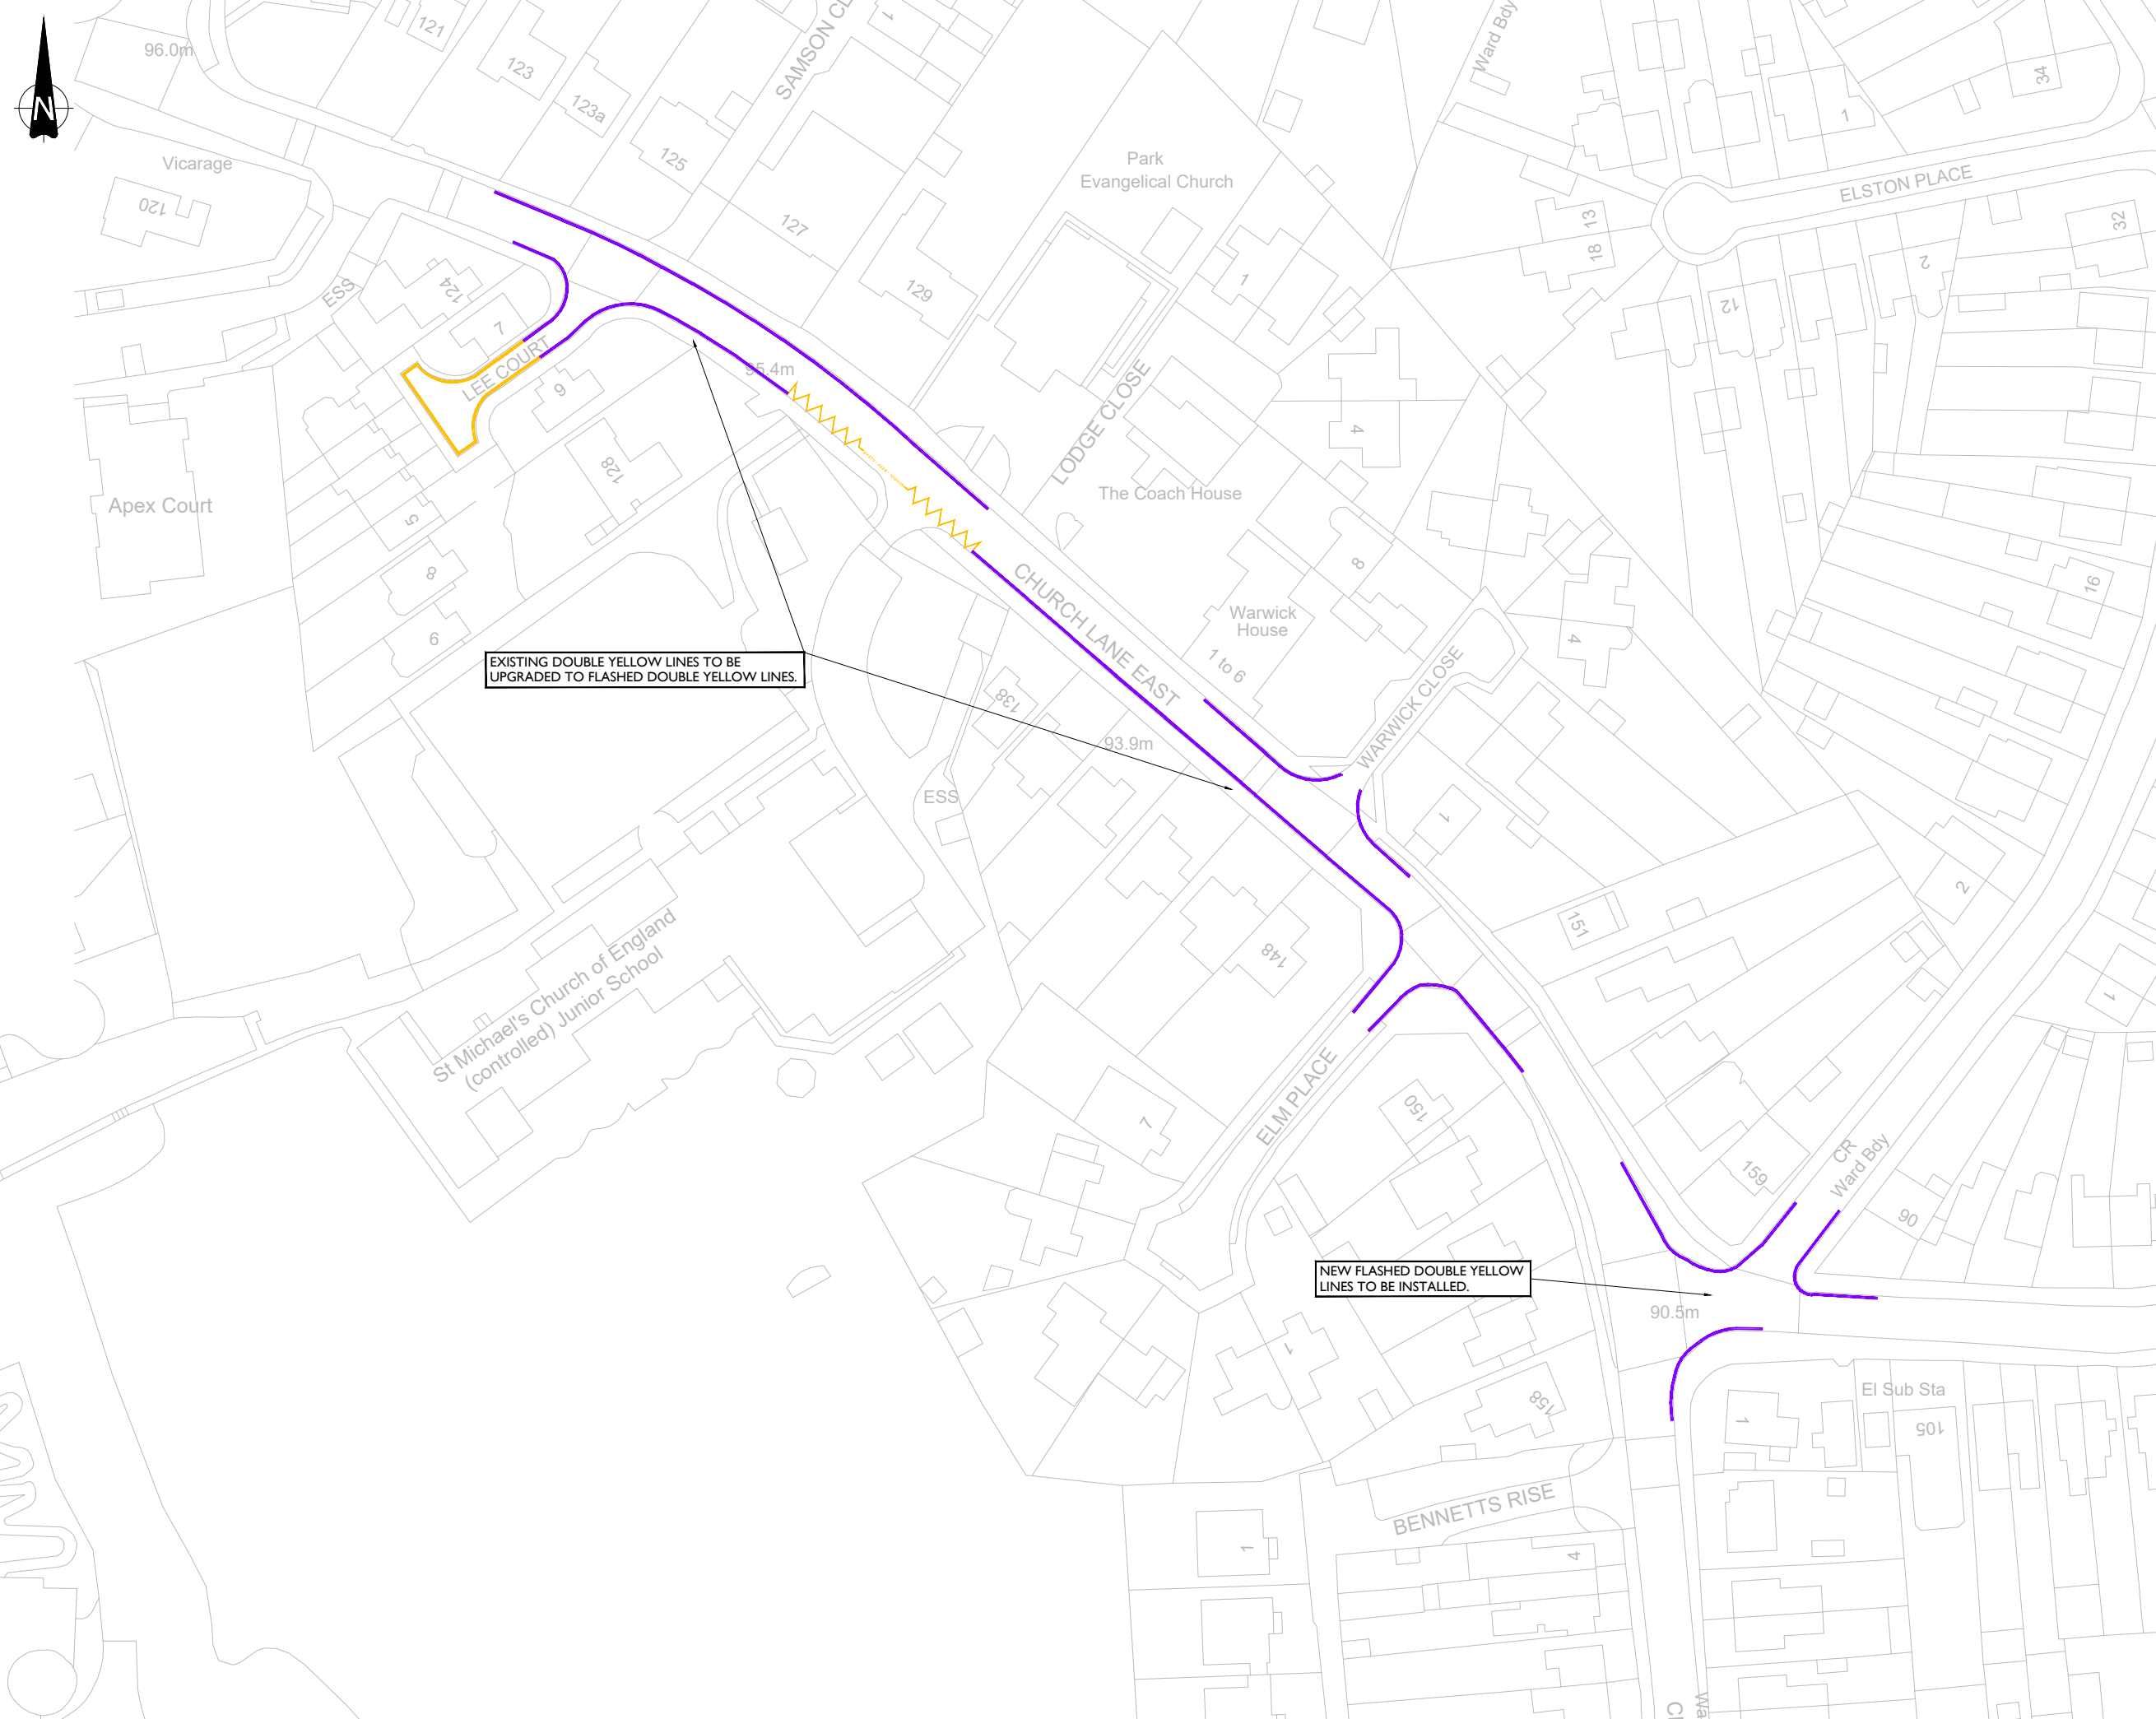 121
96.0m
SAMSON CL
1
Ward Bdy
34
1
123
123a
125
Vicarage
Park
Evangelical Church
ELSTON PLACE
N
120
127
13
18
32
2
124
ESS
129
1
12
7
LEE COURT
95.4m
9
LODGE CLOSE
4
128
The Coach House
Apex Court
5
8
CHURCH LANE EAST
8
16
6
Warwick
House
4
1 to 6
EXISTING DOUBLE YELLOW LINES TO BE
UPGRADED TO FLASHED DOUBLE YELLOW LINES.
138
WARWICK CLOSE
93.9m
ESS
1
2
151
148
St Michael's Church of England
(controlled) Junior School
1
ELM PLACE
150
7
CR
Ward Bdy
159
90
NEW FLASHED DOUBLE YELLOW
LINES TO BE INSTALLED.
90.5m
1
158
El Sub Sta
1
105
BENNETTS RISE
1
4